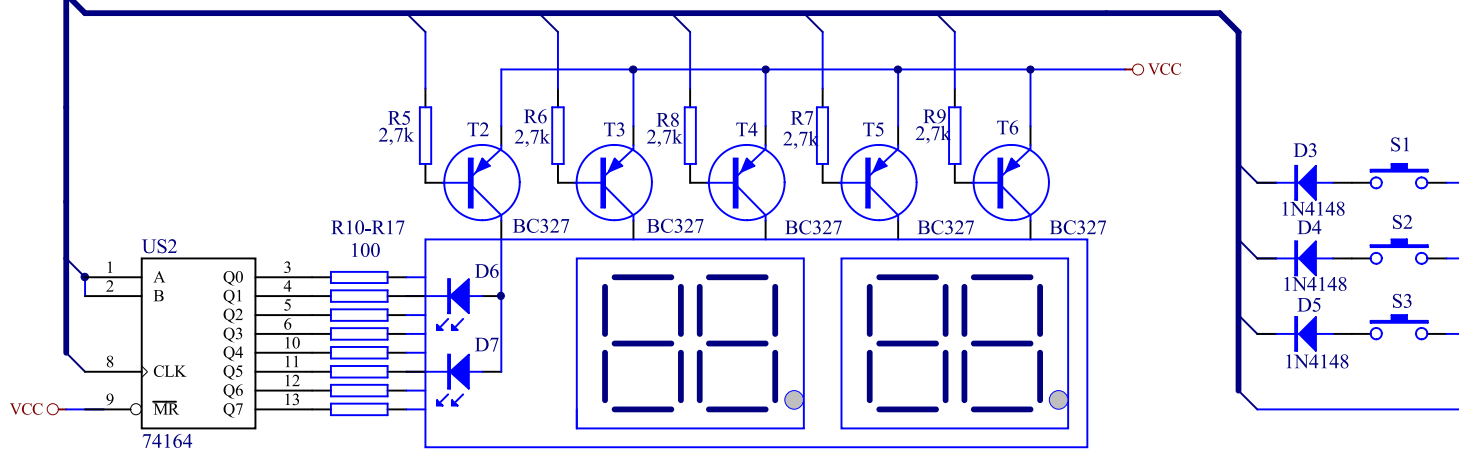 VCC
R5
2,7k
T2
R6
2,7k
T3
R8
2,7k
T4
R7
2,7k
T5
R9
2,7k
T6
BC327
BC327
BC327
BC327
BC327
D3
S1
1N4148
D4
S2
1N4148
D5
S3
1N4148
R10-R17
100
US2
1 A Q0 3
2 B Q1 4
Q2 5
Q3 6
Q4 10
8 CLK Q5 11
Q6 12
VCC 9 MR Q7 13
74164
D6
D7